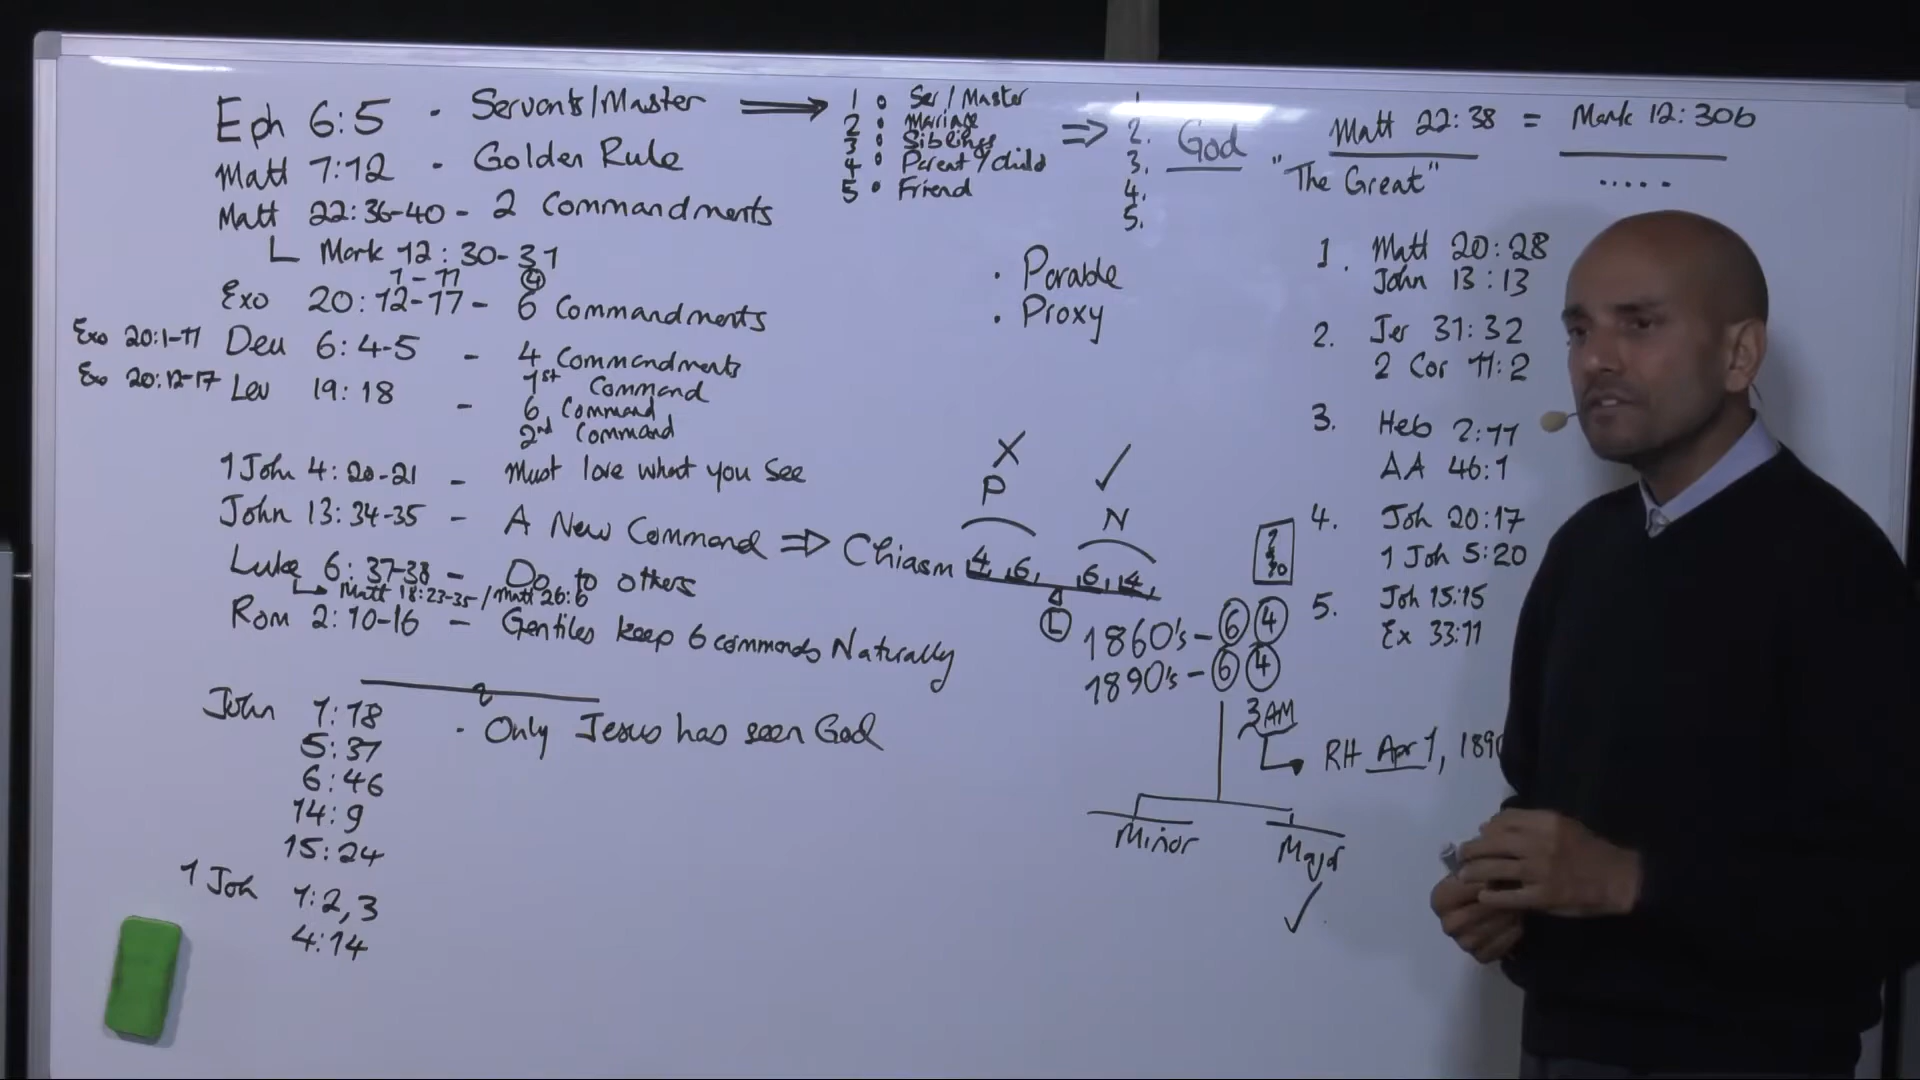 Eph 6:5 - Servants/Master ⟹
Matt 7:12 - Golden Rule
Matt 22:36-40 - 2 Commandments
Mark 12:30-31
1-11 ④
Exo 20:12-17 - 6 Commandments
Exo 20:1-11 Deu 6:4-5 - 4 Commandments
1st Command
Exo 20:12-17 Lev 19:18 - 6 Command
2nd Command
1 John 4:20-21 - Must love what you See
John 13:34-35 - A New Command ⟹ Chiasm
Luke 6:37-38 - Do to others
Matt 18:23-35 / Matt 26:6
Rom 2:10-16 - Gentiles keep 6 commands Naturally
John 1:18 - Only Jesus has seen God
5:37
6:46
14:9
15:24
1 Joh 1:2,3
4:14
1 • Ser/Master
2 • Mariage
3 • Siblings
4 • Parent/child
5 • Friend
⟹
1
2. God
3.
4.
5.
Matt 22:38 = Mark 12:30b
"The Great" .....
• Parable
• Proxy
X ✓
P N
4 6 6 4
L
1860's - ⑥ ④
1890's - ⑥ ④
3AM
RH Apr 1, 189
Minor Major
✓
1. Matt 20:28
John 13:13
2. Jer 31:32
2 Cor 11:2
3. Heb 2:11
AA 46:1
4. Joh 20:17
1 Joh 5:20
5. Joh 15:15
Ex 33:11